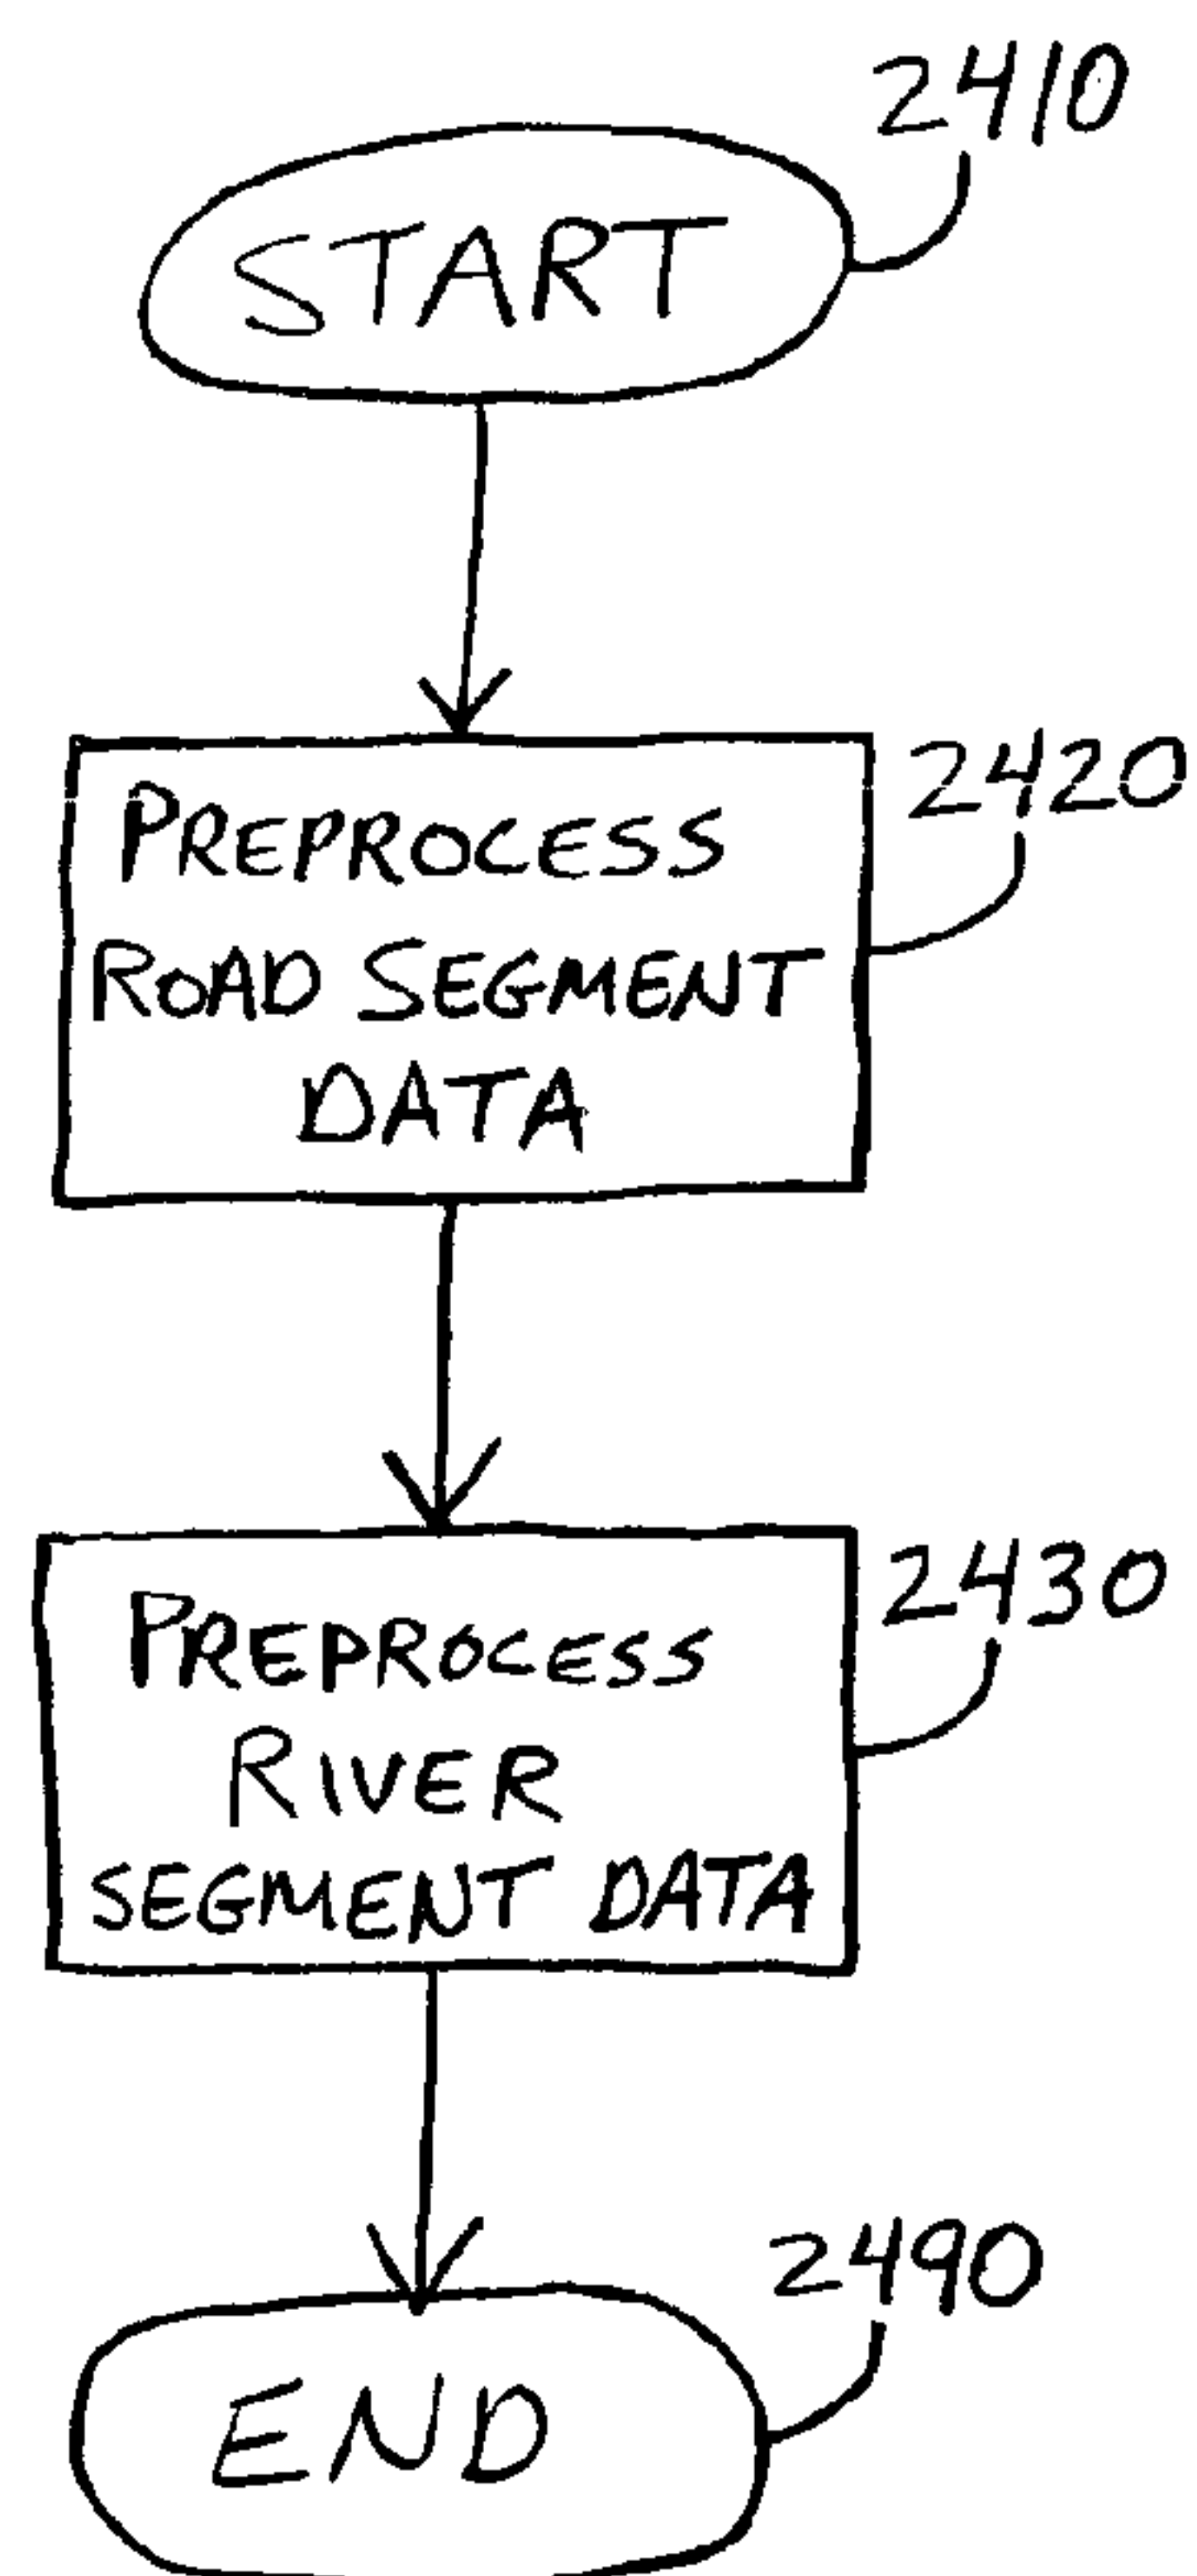 2410
START
2420
PREPROCESS
ROAD SEGMENT
DATA
2430
PREPROCESS
RIVER
SEGMENT DATA
2490
END